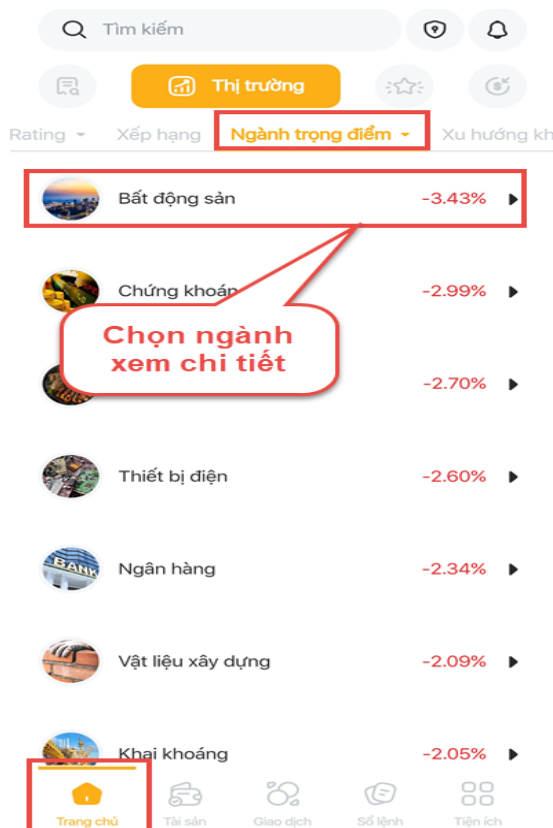 Tìm kiếm
Thị trường
Rating
Xếp hạng
Ngành trọng điểm
Xu hướng kh
Bất động sản
-3.43%
Chứng khoán
-2.99%
Chọn ngành
xem chi tiết
-2.70%
Thiết bị điện
-2.60%
BANK
Ngân hàng
-2.34%
Vật liệu xây dựng
-2.09%
Khai khoáng
-2.05%
Trang chủ
Tài sản
Giao dịch
Sổ lệnh
Tiện ích